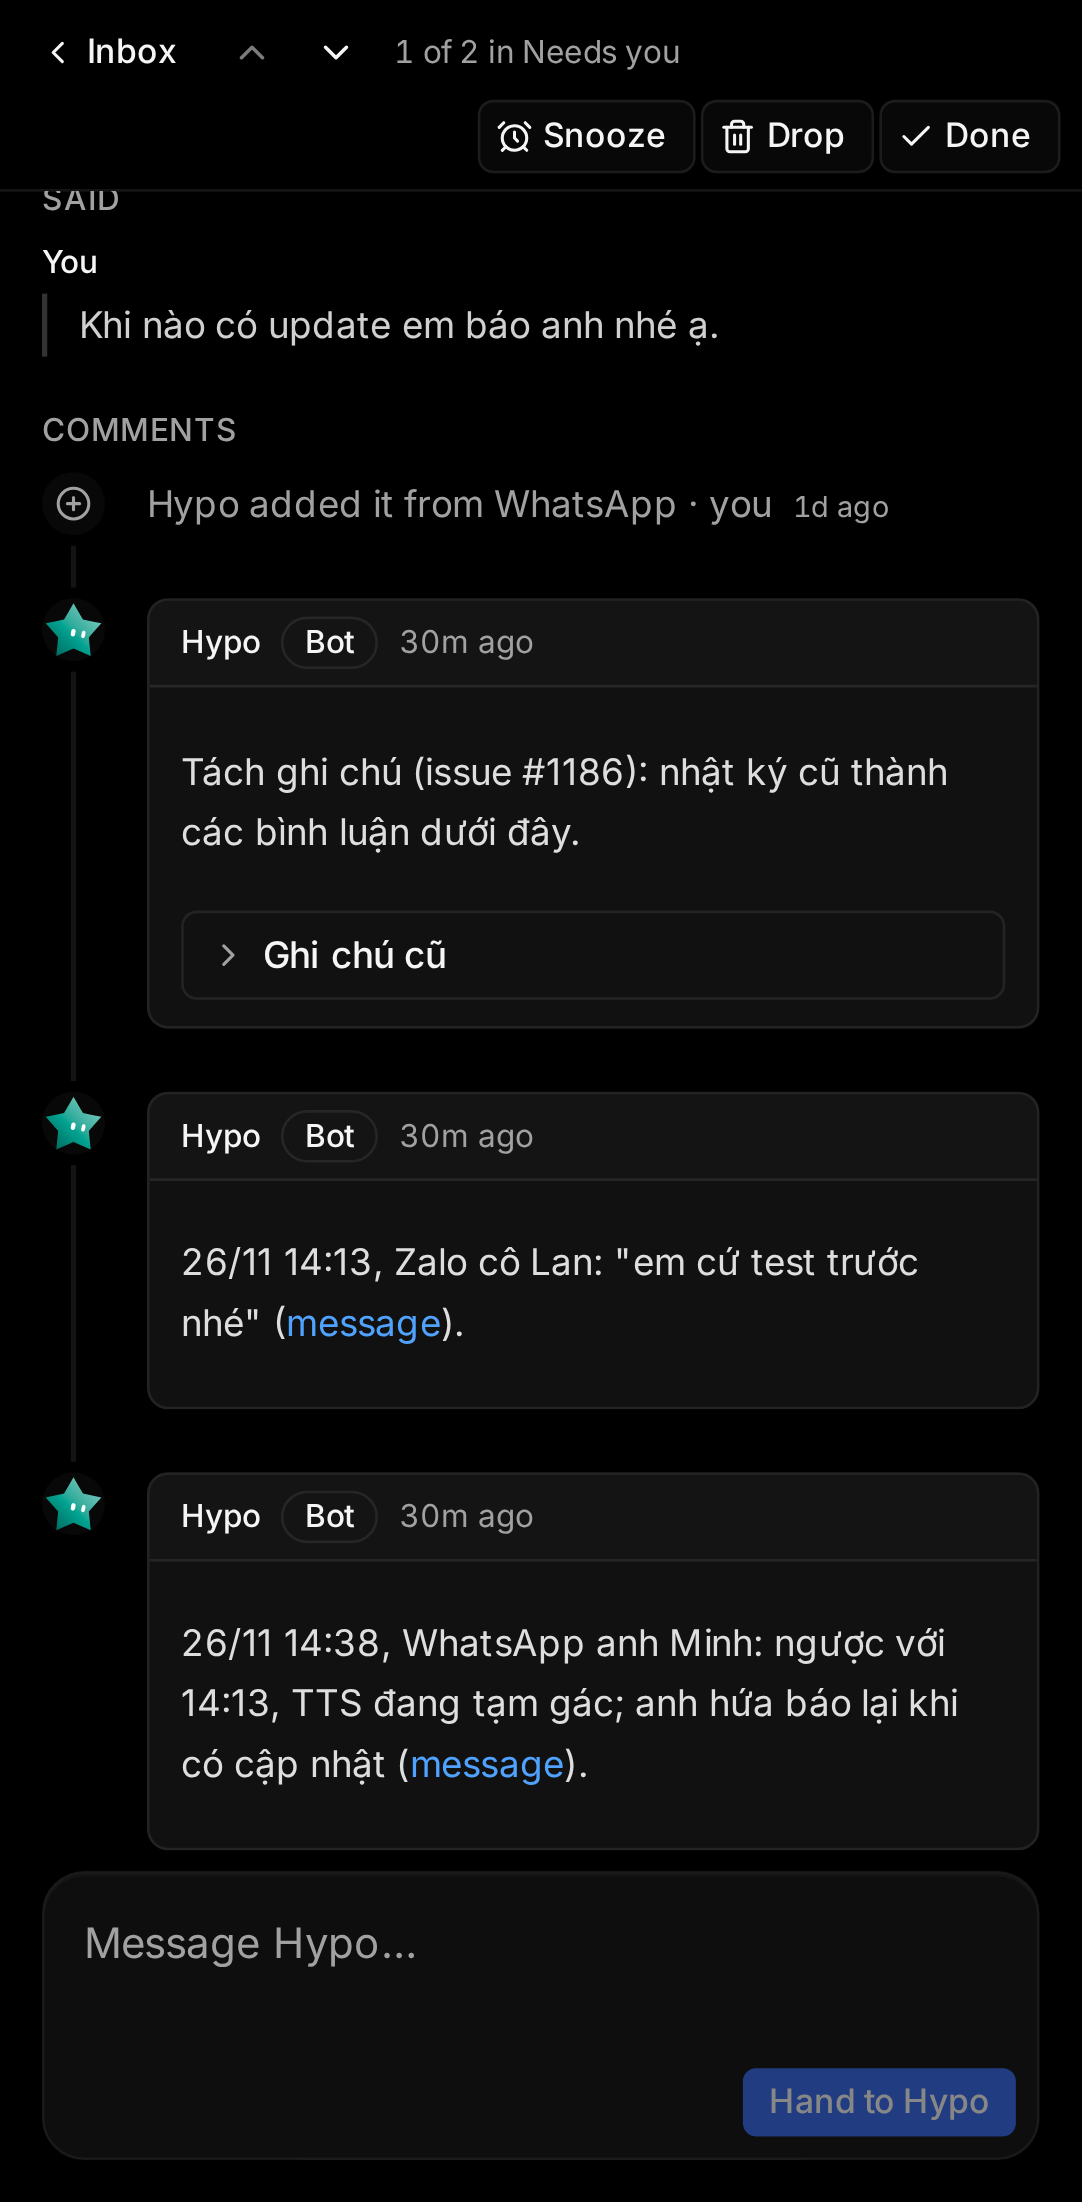 Inbox
1 of 2 in Needs you
Snooze
Drop
Done
SAID
You
Khi nào có update em báo anh nhé ạ.
COMMENTS
Hypo added it from WhatsApp · you 1d ago
Hypo Bot 30m ago
Tách ghi chú (issue #1186): nhật ký cũ thành
các bình luận dưới đây.
Ghi chú cũ
Hypo Bot 30m ago
26/11 14:13, Zalo cô Lan: "em cứ test trước
nhé" (message).
Hypo Bot 30m ago
26/11 14:38, WhatsApp anh Minh: ngược với
14:13, TTS đang tạm gác; anh hứa báo lại khi
có cập nhật (message).
Message Hypo...
Hand to Hypo